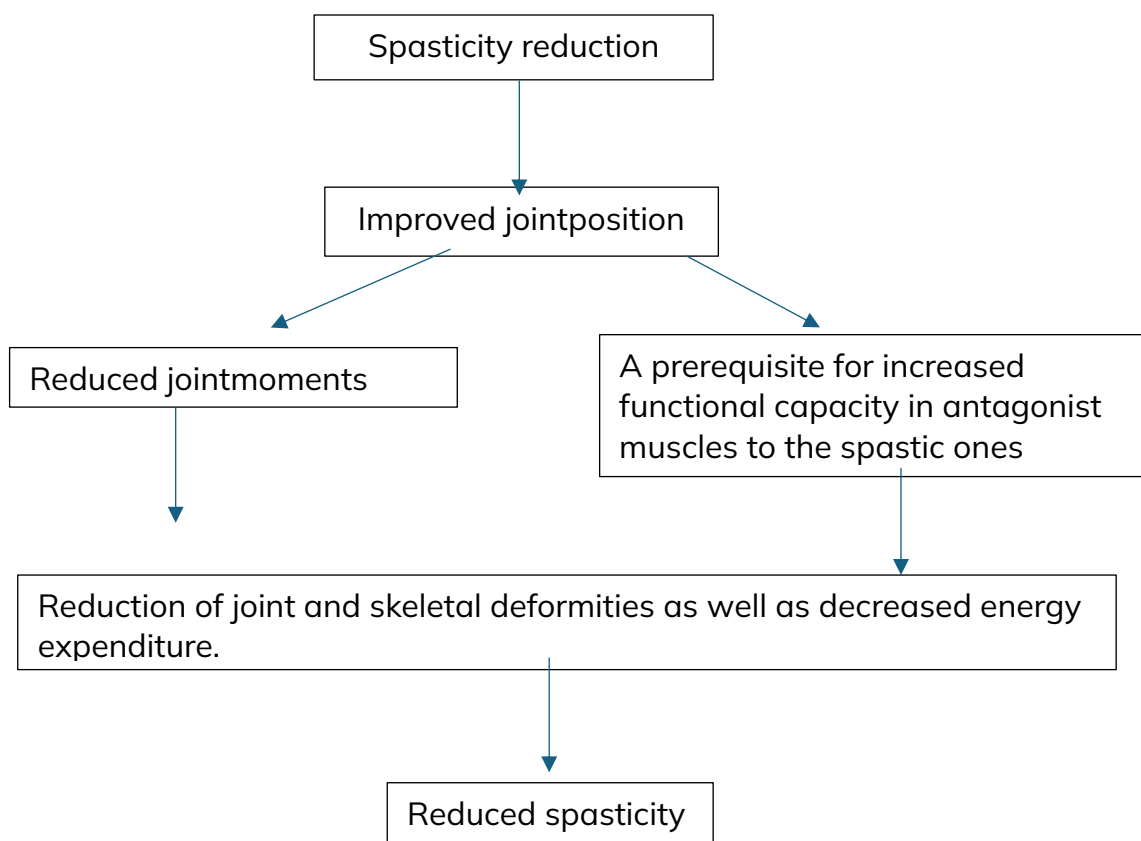 Spasticity reduction
Improved jointposition
Reduced jointmoments
A prerequisite for increased
functional capacity in antagonist
muscles to the spastic ones
Reduction of joint and skeletal deformities as well as decreased energy
expenditure.
Reduced spasticity